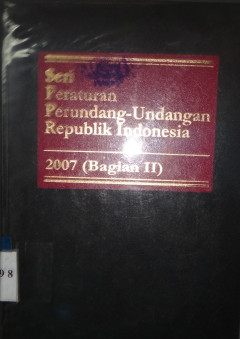 Seri
Peraturan
Perundang-Undangan
Republik Indonesia
2007 (Bagian II)
98